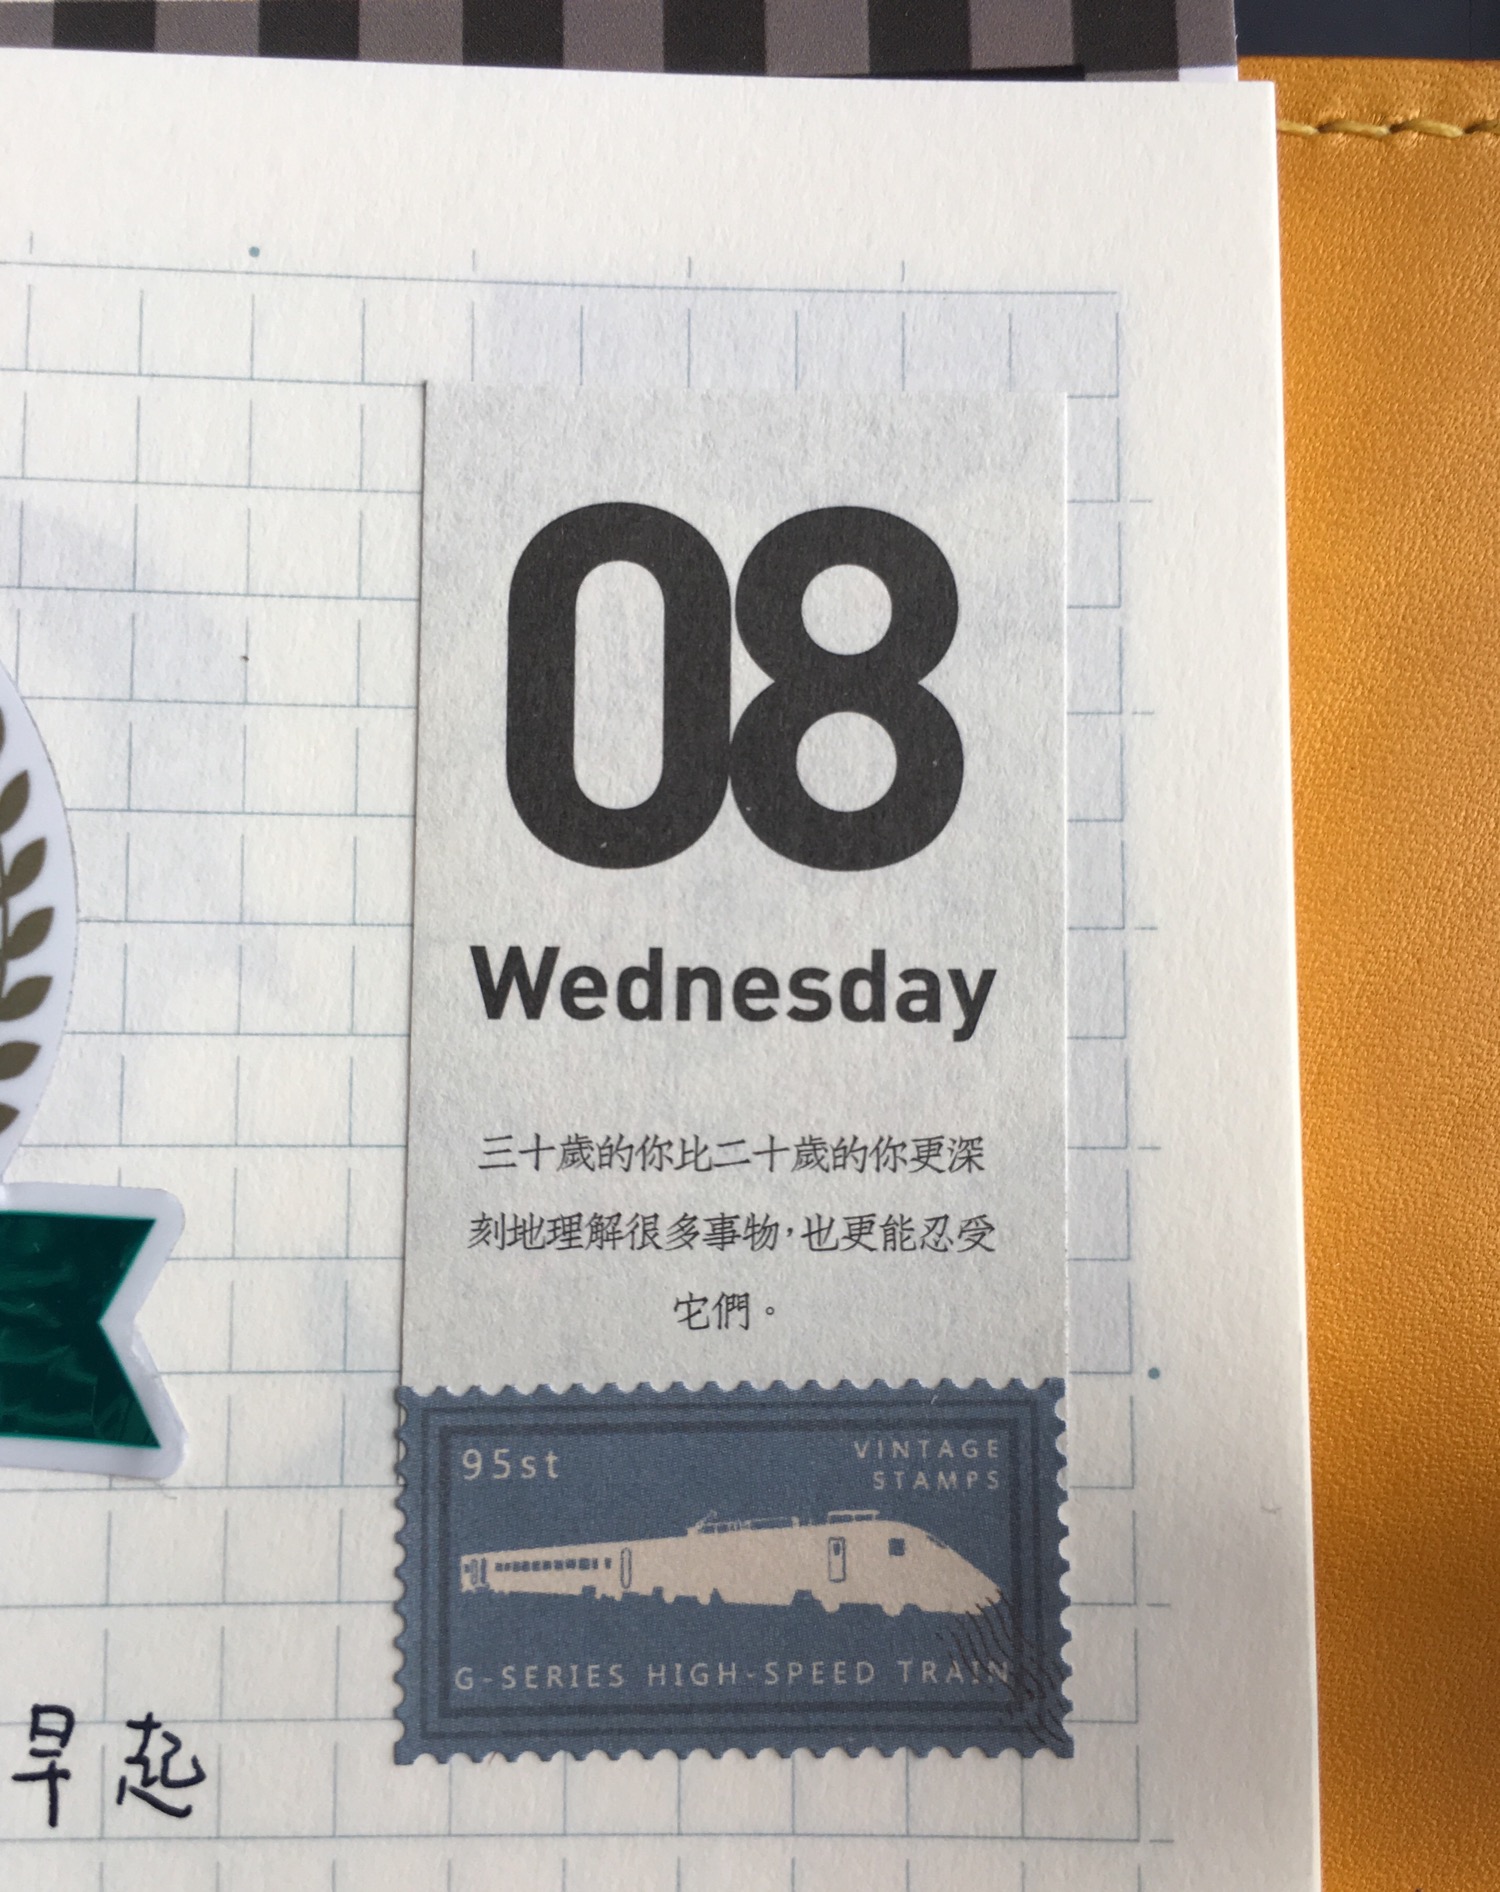 08
Wednesday
三十歲的你比二十歲的你更深
刻地理解很多事物，也更能忍受
它們。
95st
VINTAGE
STAMPS
G-SERIES HIGH-SPEED TRAIN
早起